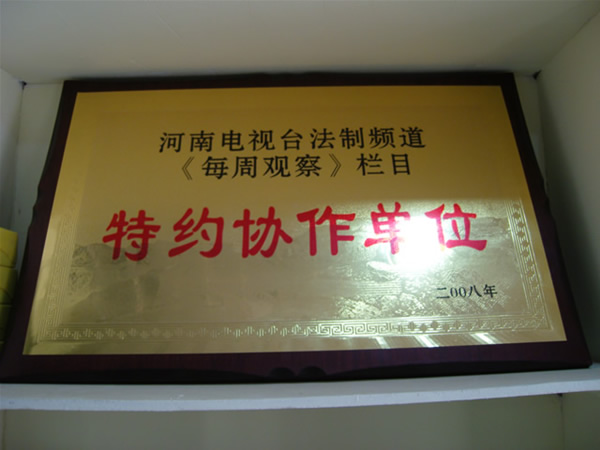 河南电视台法制频道
《每周观察》栏目
特约协作单位
二00八年